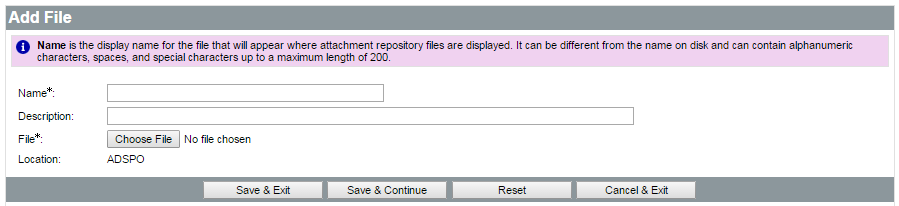 Add File
Name is the display name for the file that will appear where attachment repository files are displayed. It can be different from the name on disk and can contain alphanumeric
characters, spaces, and special characters up to a maximum length of 200.
Name*:
Description:
File*: Choose File No file chosen
Location: ADSPO
Save & Exit Save & Continue Reset Cancel & Exit